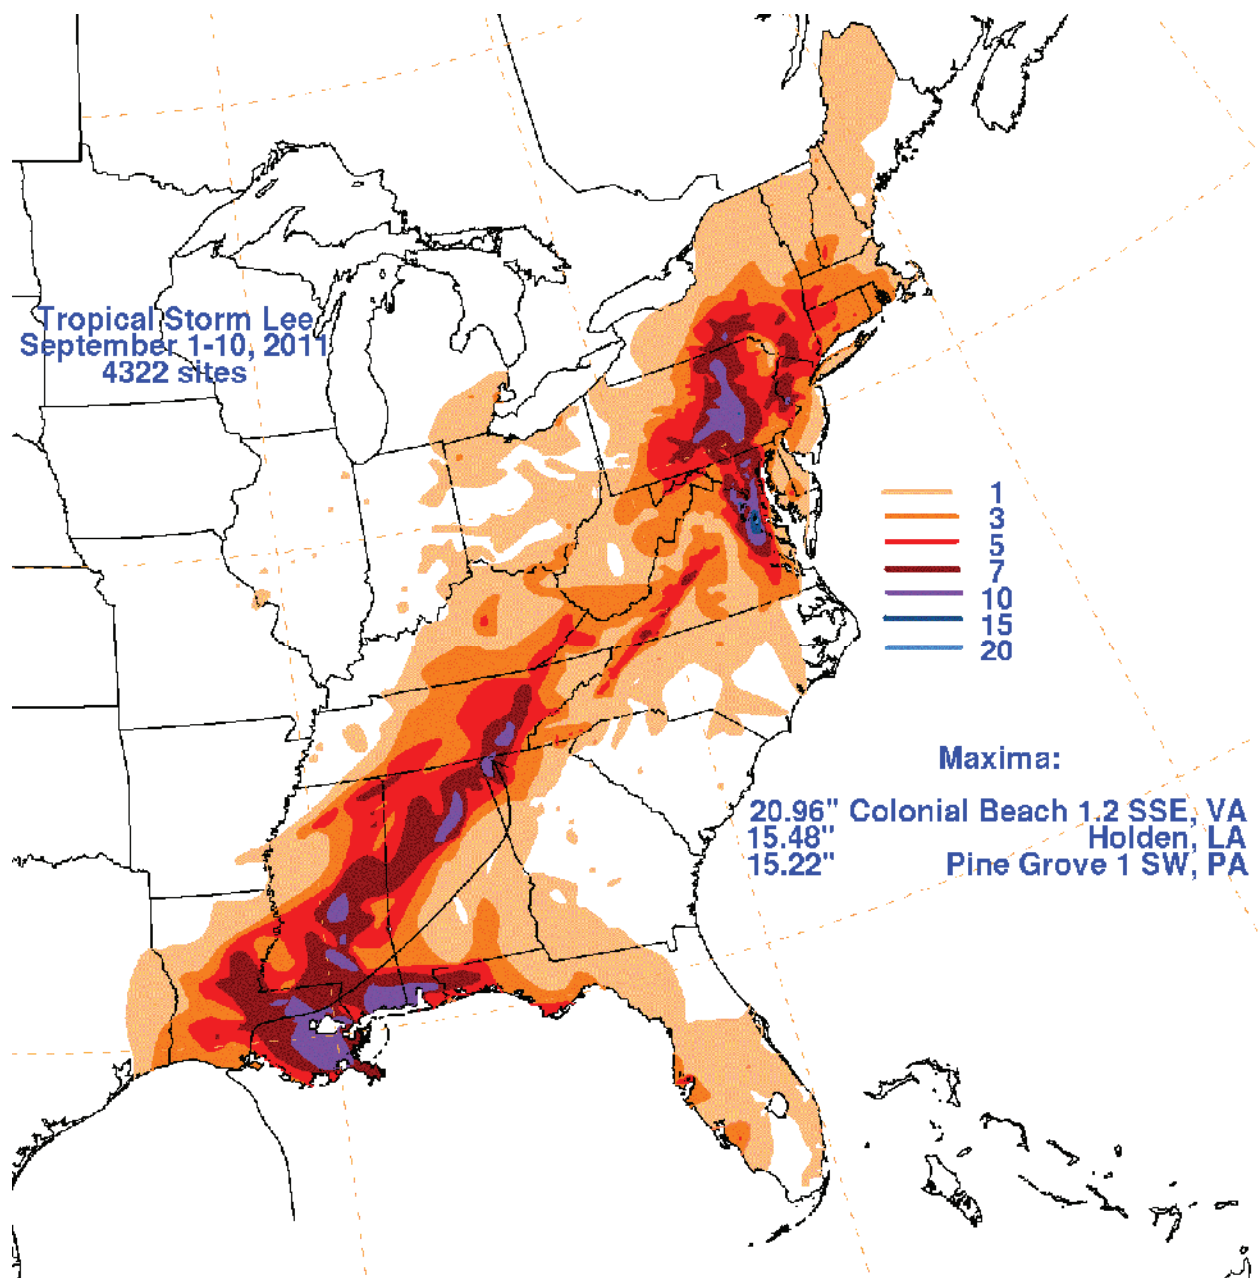 Tropical Storm Lee
September 1-10, 2011
4322 sites
1
3
5
7
10
15
20
Maxima:
20.96" Colonial Beach 1.2 SSE, VA
15.48" Holden, LA
15.22" Pine Grove 1 SW, PA